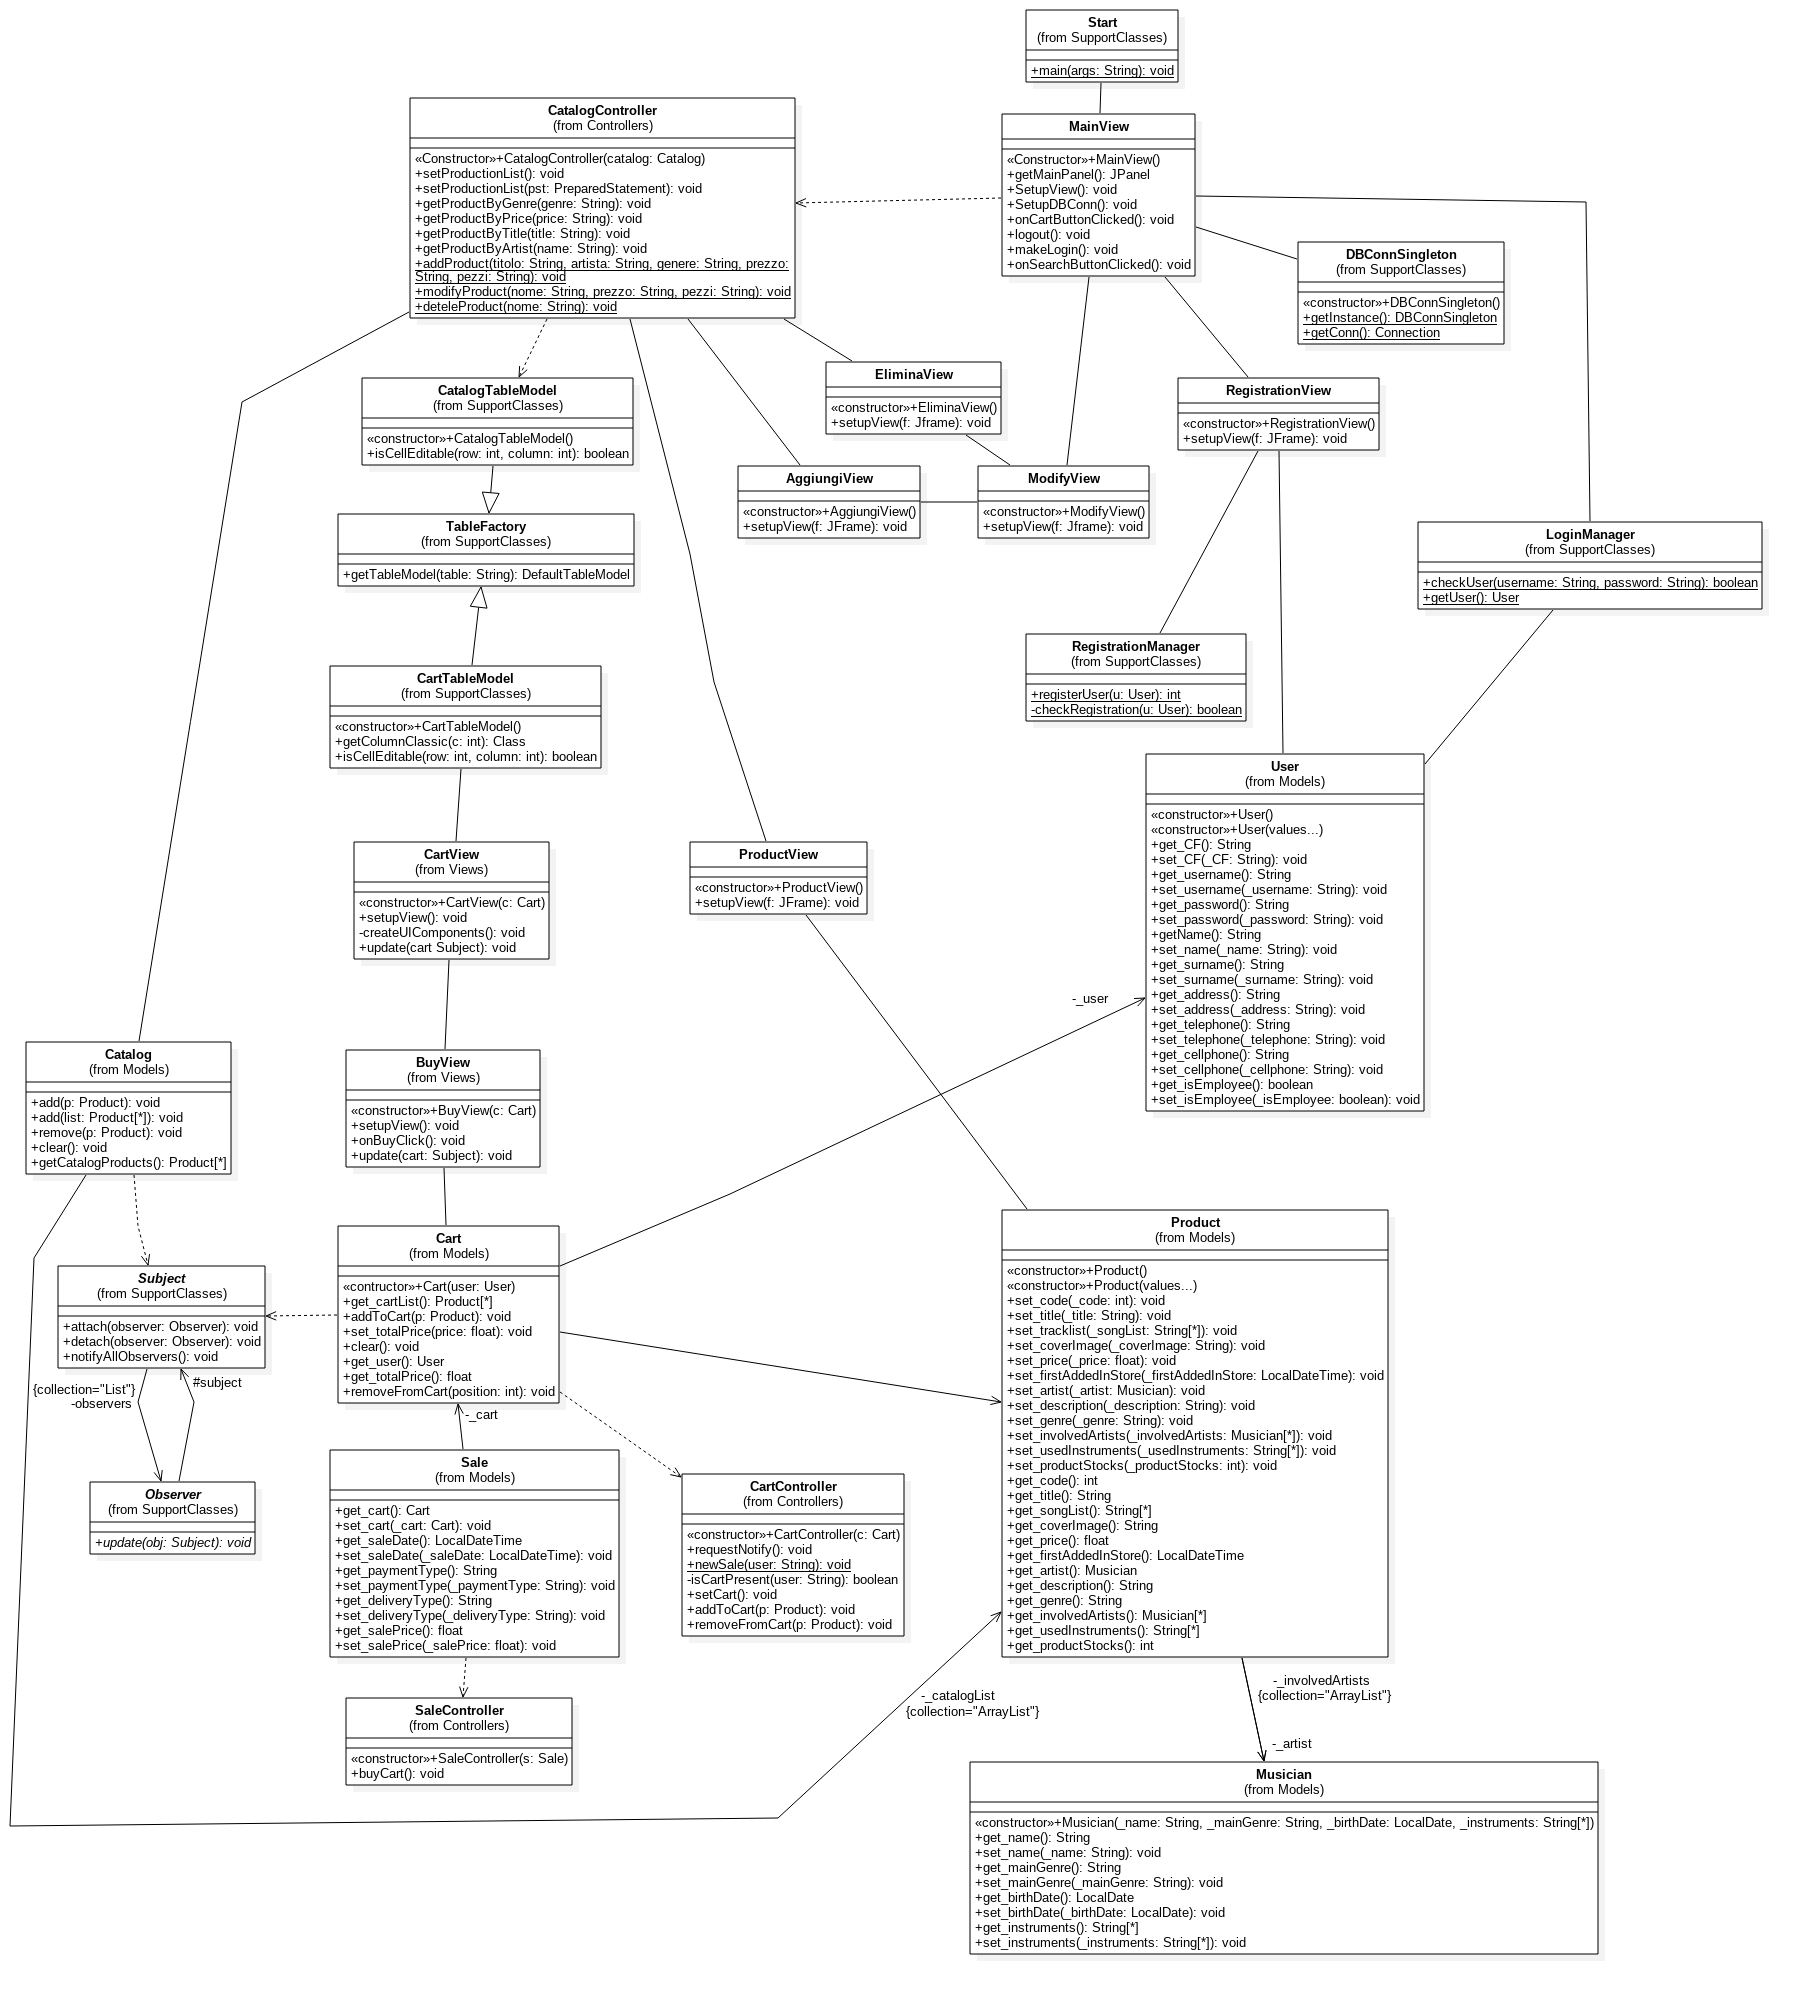 Start
(from SupportClasses)
+main(args: String): void
CatalogController
(from Controllers)
«Constructor»+CatalogController(catalog: Catalog)
+setProductionList(): void
+setProductionList(pst: PreparedStatement): void
+getProductByGenre(genre: String): void
+getProductByPrice(price: String): void
+getProductByTitle(title: String): void
+getProductByArtist(name: String): void
+addProduct(titolo: String, artista: String, genere: String, prezzo:
String, pezzi: String): void
+modifyProduct(nome: String, prezzo: String, pezzi: String): void
+deteleProduct(nome: String): void
MainView
«Constructor»+MainView()
+getMainPanel(): JPanel
+SetupView(): void
+SetupDBConn(): void
+onCartButtonClicked(): void
+logout(): void
+makeLogin(): void
+onSearchButtonClicked(): void
DBConnSingleton
(from SupportClasses)
«constructor»+DBConnSingleton()
+getInstance(): DBConnSingleton
+getConn(): Connection
CatalogTableModel
(from SupportClasses)
«constructor»+CatalogTableModel()
+isCellEditable(row: int, column: int): boolean
EliminaView
«constructor»+EliminaView()
+setupView(f: Jframe): void
RegistrationView
«constructor»+RegistrationView()
+setupView(f: JFrame): void
AggiungiView
«constructor»+AggiungiView()
+setupView(f: JFrame): void
ModifyView
«constructor»+ModifyView()
+setupView(f: Jframe): void
TableFactory
(from SupportClasses)
+getTableModel(table: String): DefaultTableModel
LoginManager
(from SupportClasses)
+checkUser(username: String, password: String): boolean
+getUser(): User
RegistrationManager
(from SupportClasses)
+registerUser(u: User): int
-checkRegistration(u: User): boolean
CartTableModel
(from SupportClasses)
«constructor»+CartTableModel()
+getColumnClassic(c: int): Class
+isCellEditable(row: int, column: int): boolean
User
(from Models)
«constructor»+User()
«constructor»+User(values...)
+get_CF(): String
+set_CF(_CF: String): void
+get_username(): String
+set_username(_username: String): void
+get_password(): String
+set_password(_password: String): void
+getName(): String
+set_name(_name: String): void
+get_surname(): String
+set_surname(_surname: String): void
+get_address(): String
+set_address(_address: String): void
+get_telephone(): String
+set_telephone(_telephone: String): void
+get_cellphone(): String
+set_cellphone(_cellphone: String): void
+get_isEmployee(): boolean
+set_isEmployee(_isEmployee: boolean): void
CartView
(from Views)
«constructor»+CartView(c: Cart)
+setupView(): void
-createUIComponents(): void
+update(cart Subject): void
ProductView
«constructor»+ProductView()
+setupView(f: JFrame): void
-_user
Catalog
(from Models)
+add(p: Product): void
+add(list: Product[*]): void
+remove(p: Product): void
+clear(): void
+getCatalogProducts(): Product[*]
BuyView
(from Views)
«constructor»+BuyView(c: Cart)
+setupView(): void
+onBuyClick(): void
+update(cart: Subject): void
Cart
(from Models)
«contructor»+Cart(user: User)
+get_cartList(): Product[*]
+addToCart(p: Product): void
+set_totalPrice(price: float): void
+clear(): void
+get_user(): User
+get_totalPrice(): float
+removeFromCart(position: int): void
Product
(from Models)
«constructor»+Product()
«constructor»+Product(values...)
+set_code(_code: int): void
+set_title(_title: String): void
+set_tracklist(_songList: String[*]): void
+set_coverImage(_coverImage: String): void
+set_price(_price: float): void
+set_firstAddedInStore(_firstAddedInStore: LocalDateTime): void
+set_artist(_artist: Musician): void
+set_description(_description: String): void
+set_genre(_genre: String): void
+set_involvedArtists(_involvedArtists: Musician[*]): void
+set_usedInstruments(_usedInstruments: String[*]): void
+set_productStocks(_productStocks: int): void
+get_code(): int
+get_title(): String
+get_songList(): String[*]
+get_coverImage(): String
+get_price(): float
+get_firstAddedInStore(): LocalDateTime
+get_artist(): Musician
+get_description(): String
+get_genre(): String
+get_involvedArtists(): Musician[*]
+get_usedInstruments(): String[*]
+get_productStocks(): int
Subject
(from SupportClasses)
+attach(observer: Observer): void
+detach(observer: Observer): void
+notifyAllObservers(): void
{collection="List"}
-observers
#subject
-_cart
Observer
(from SupportClasses)
+update(obj: Subject): void
Sale
(from Models)
+get_cart(): Cart
+set_cart(_cart: Cart): void
+get_saleDate(): LocalDateTime
+set_saleDate(_saleDate: LocalDateTime): void
+get_paymentType(): String
+set_paymentType(_paymentType: String): void
+get_deliveryType(): String
+set_deliveryType(_deliveryType: String): void
+get_salePrice(): float
+set_salePrice(_salePrice: float): void
CartController
(from Controllers)
«constructor»+CartController(c: Cart)
+requestNotify(): void
+newSale(user: String): void
-isCartPresent(user: String): boolean
+setCart(): void
+addToCart(p: Product): void
+removeFromCart(p: Product): void
SaleController
(from Controllers)
«constructor»+SaleController(s: Sale)
+buyCart(): void
-_catalogList
{collection="ArrayList"}
-_involvedArtists
{collection="ArrayList"}
-_artist
Musician
(from Models)
«constructor»+Musician(_name: String, _mainGenre: String, _birthDate: LocalDate, _instruments: String[*])
+get_name(): String
+set_name(_name: String): void
+get_mainGenre(): String
+set_mainGenre(_mainGenre: String): void
+get_birthDate(): LocalDate
+set_birthDate(_birthDate: LocalDate): void
+get_instruments(): String[*]
+set_instruments(_instruments: String[*]): void